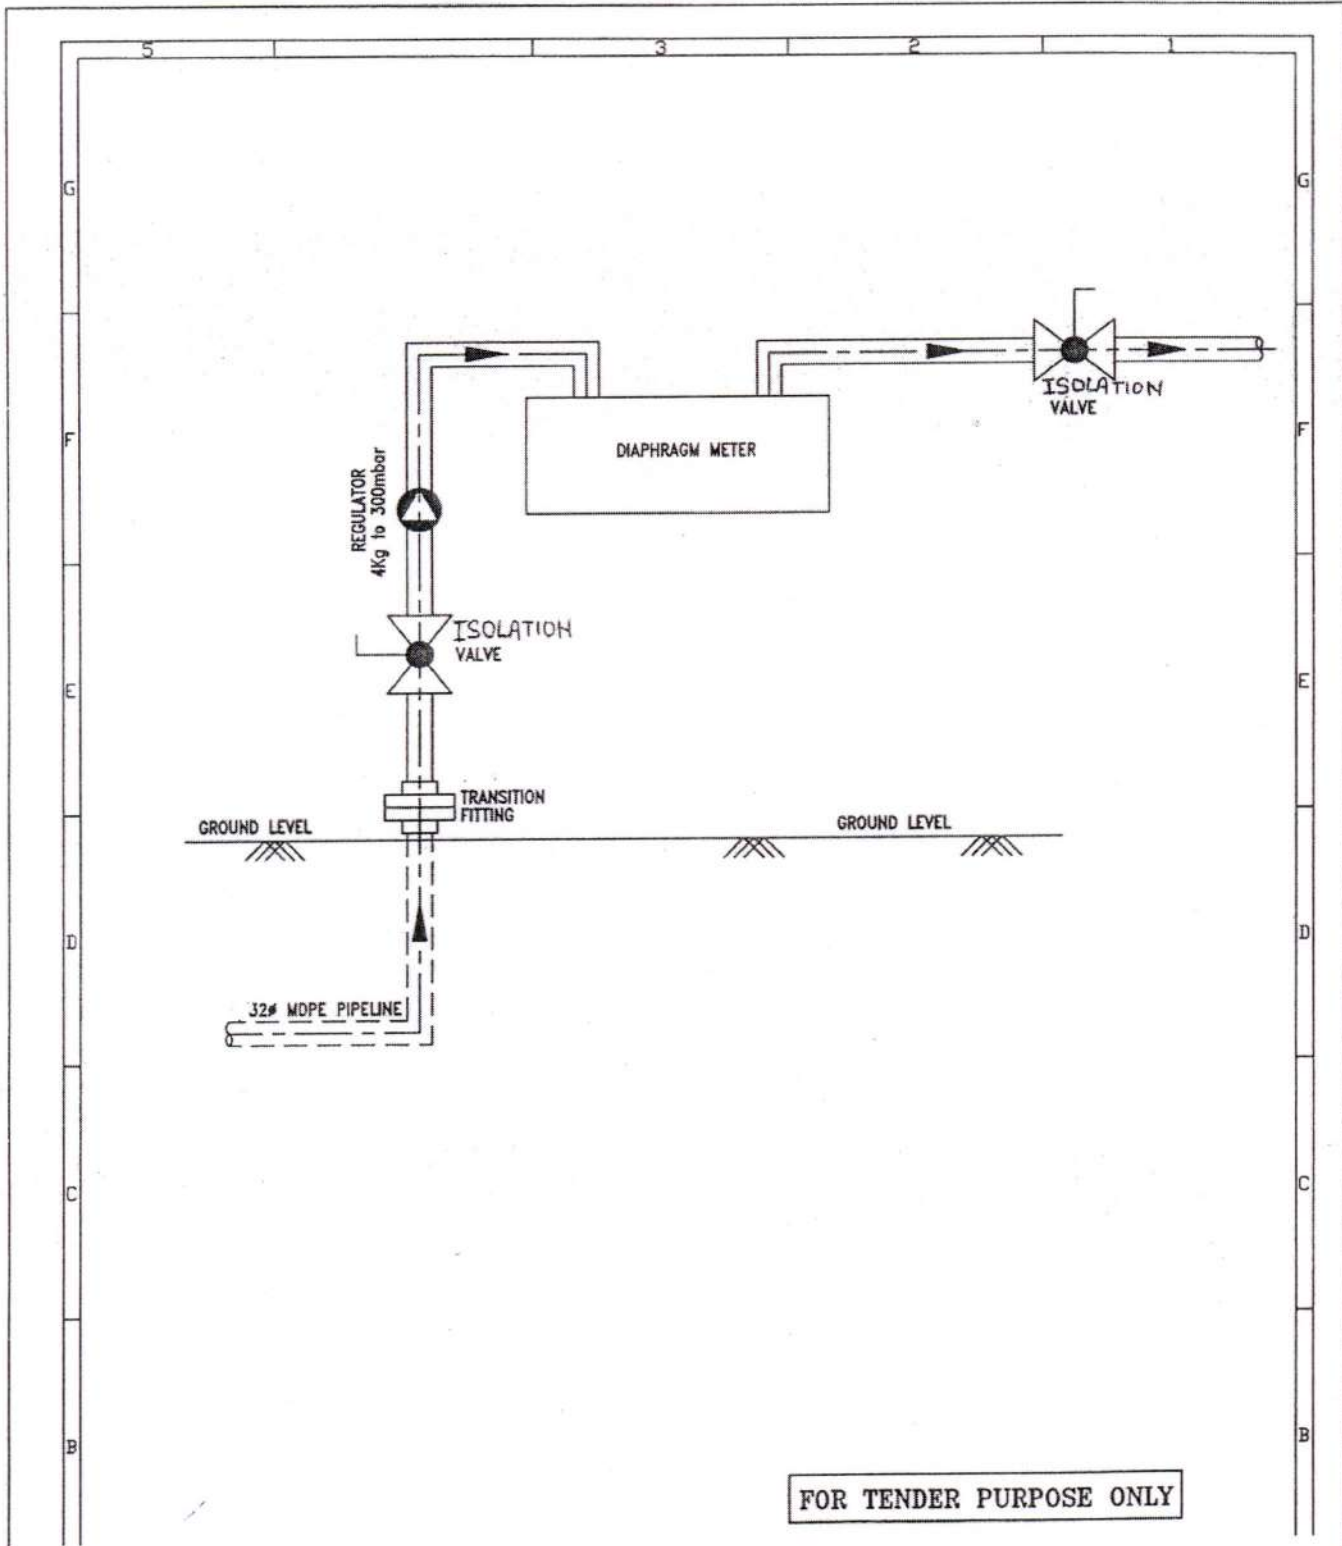 5 3 2 1
G G
ISOLATION
VALVE
F F
DIAPHRAGM METER
REGULATOR
4Kg to 300mbar
ISOLATION
VALVE
E E
TRANSITION
FITTING
GROUND LEVEL GROUND LEVEL
D D
32ø MDPE PIPELINE
C C
B B
FOR TENDER PURPOSE ONLY